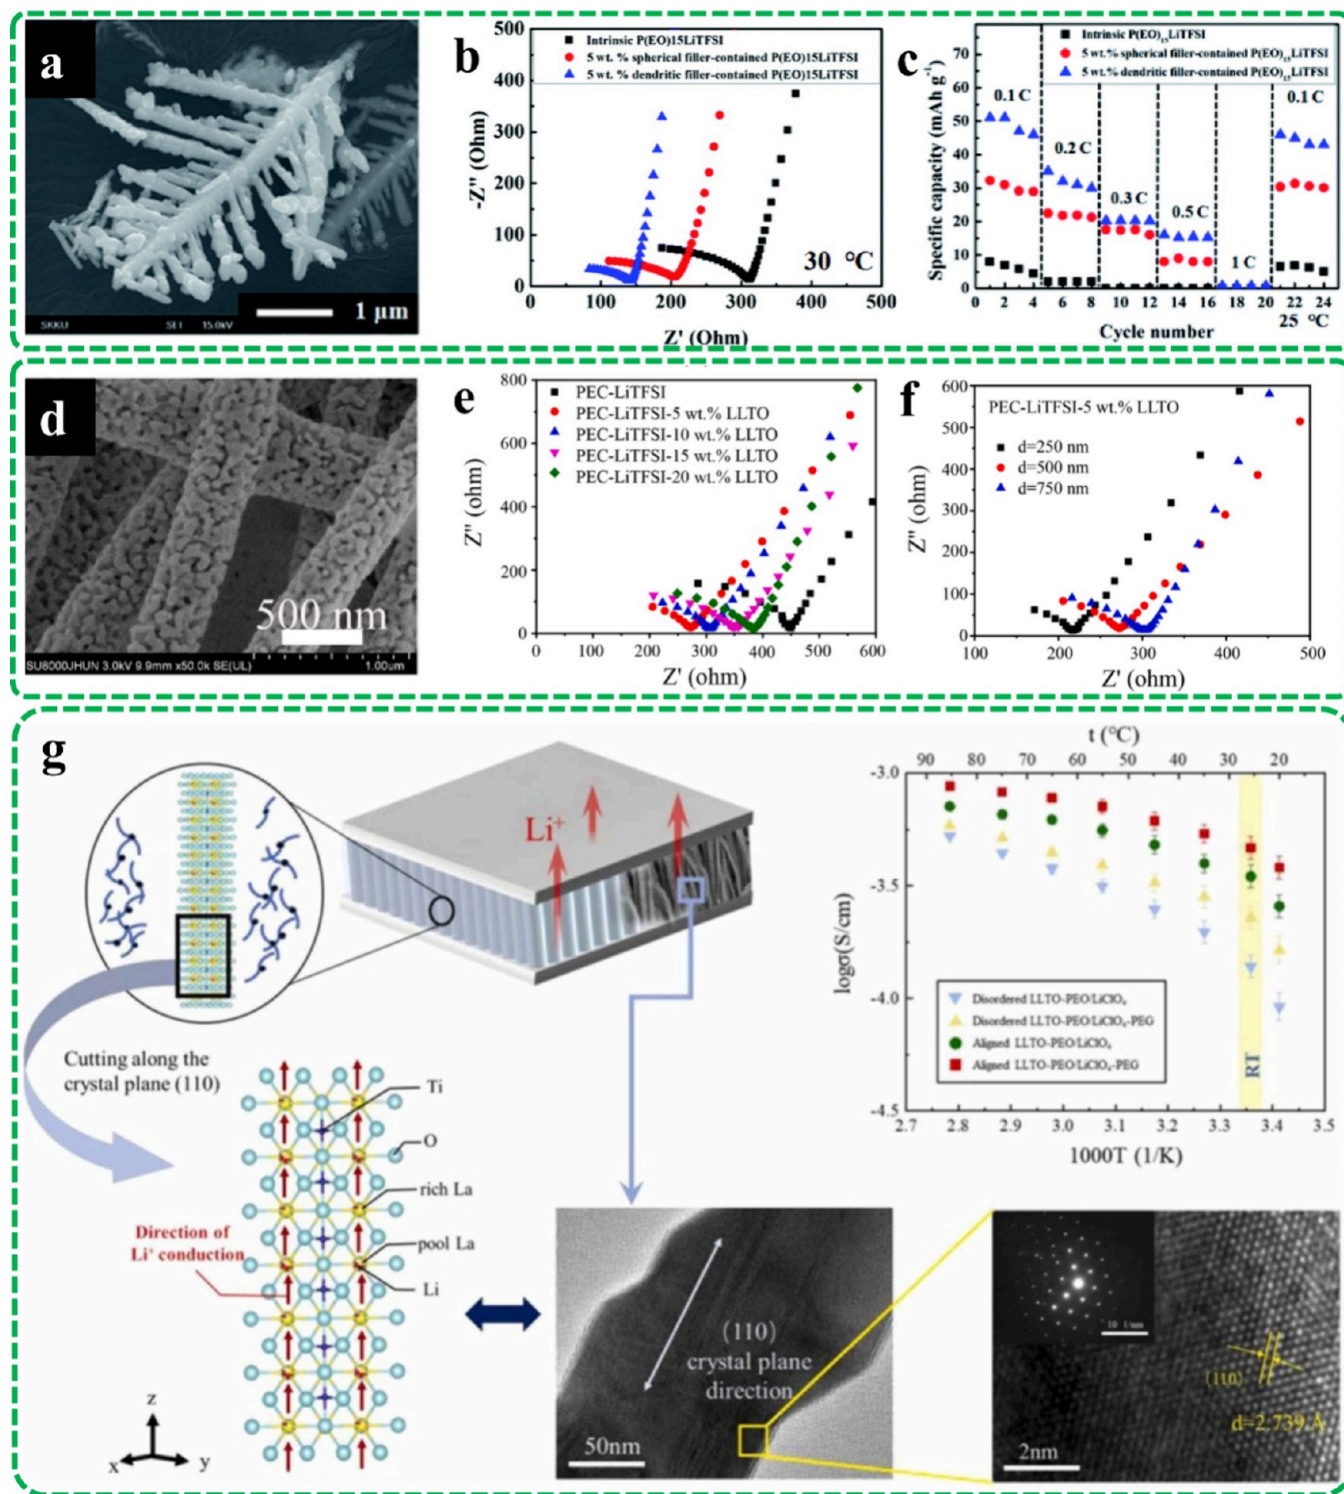 a
1 μm
SKKU SEI 15.0kV
b
500
400
300
200
100
0
-Z" (Ohm)
Intrinsic P(EO)15LiTFSI
5 wt. % spherical filler-contained P(EO)15LiTFSI
5 wt. % dendritic filler-contained P(EO)15LiTFSI
30 °C
0 100 200 300 400 500
Z' (Ohm)
c
70
60
50
40
30
20
10
0
Specific capacity (mAh g-1)
Intrinsic P(EO)15LiTFSI
5 wt.% spherical filler-contained P(EO)15LiTFSI
5 wt.% dendritic filler-contained P(EO)15LiTFSI
0.1 C
0.2 C
0.3 C
0.5 C
1 C
0.1 C
0 2 4 6 8 10 12 14 16 18 20 22 24
Cycle number
25 °C
d
500 nm
SU8000JHUN 3.0kV 9.9mm x50.0k SE(UL) 1.00um
e
800
600
400
200
0
Z" (ohm)
PEC-LiTFSI
PEC-LiTFSI-5 wt.% LLTO
PEC-LiTFSI-10 wt.% LLTO
PEC-LiTFSI-15 wt.% LLTO
PEC-LiTFSI-20 wt.% LLTO
0 100 200 300 400 500 600
Z' (ohm)
f
600
500
400
300
200
100
0
Z" (ohm)
PEC-LiTFSI-5 wt.% LLTO
d=250 nm
d=500 nm
d=750 nm
100 200 300 400 500
Z' (ohm)
g
Li+
Cutting along the
crystal plane (110)
Ti
O
rich La
pool La
Li
Direction of
Li+ conduction
z
x
y
t (°C)
90 80 70 60 50 40 30 20 10
-3.0
-3.5
-4.0
-4.5
logσ(S/cm)
Disordered LLTO-PEO/LiClO4
Disordered LLTO-PEO/LiClO4-PEG
Aligned LLTO-PEO/LiClO4
Aligned LLTO-PEO/LiClO4-PEG
RT
2.7 2.8 2.9 3.0 3.1 3.2 3.3 3.4 3.5
1000T (1/K)
(110)
crystal plane
direction
50nm
10 1/nm
(110)
d=2.739 Å
2nm